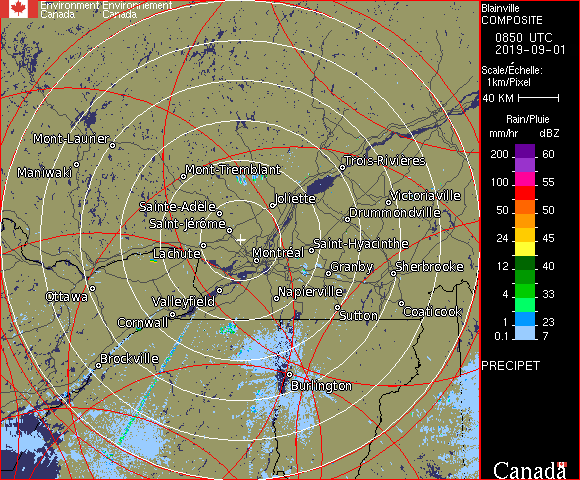 Environment Environnement
Canada Canada
Blainville
COMPOSITE
0850 UTC
2019-09-01
Scale/Échelle:
1km/Pixel
40 KM
Rain/Pluie
mm/hr dBZ
200 60
100 55
50 50
24 45
12 40
4 33
1 23
0.1 7
PRECIPET
Canada
Mont-Laurier
Maniwaki
Mont-Tremblant
Trois-Rivières
Sainte-Adèle
Joliette
Victoriaville
Saint-Jérôme
Drummondville
Lachute
Montréal
Saint-Hyacinthe
Granby
Sherbrooke
Ottawa
Valleyfield
Napierville
Cornwall
Sutton
Coaticook
Brockville
Burlington